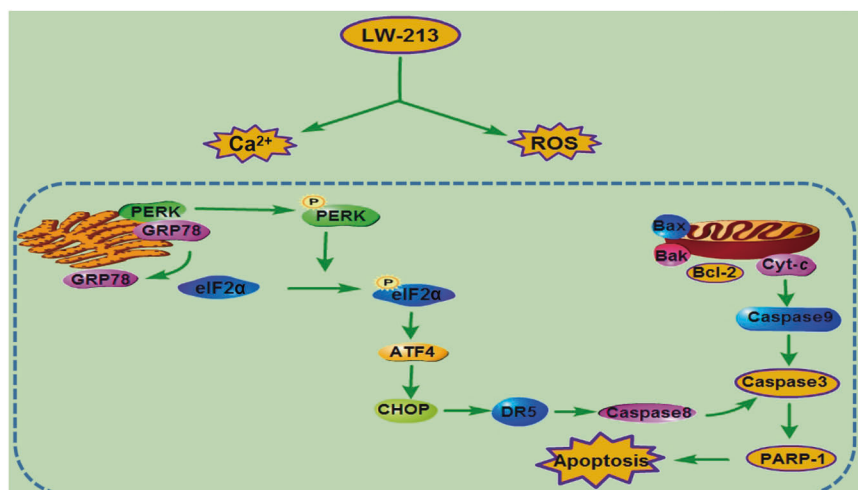 LW-213
Ca²⁺
ROS
PERK
GRP78
GRP78
P
PERK
eIF2α
P
eIF2α
ATF4
CHOP
DR5
Caspase8
Bax
Bak
Bcl-2
Cyt-c
Caspase9
Caspase3
PARP-1
Apoptosis